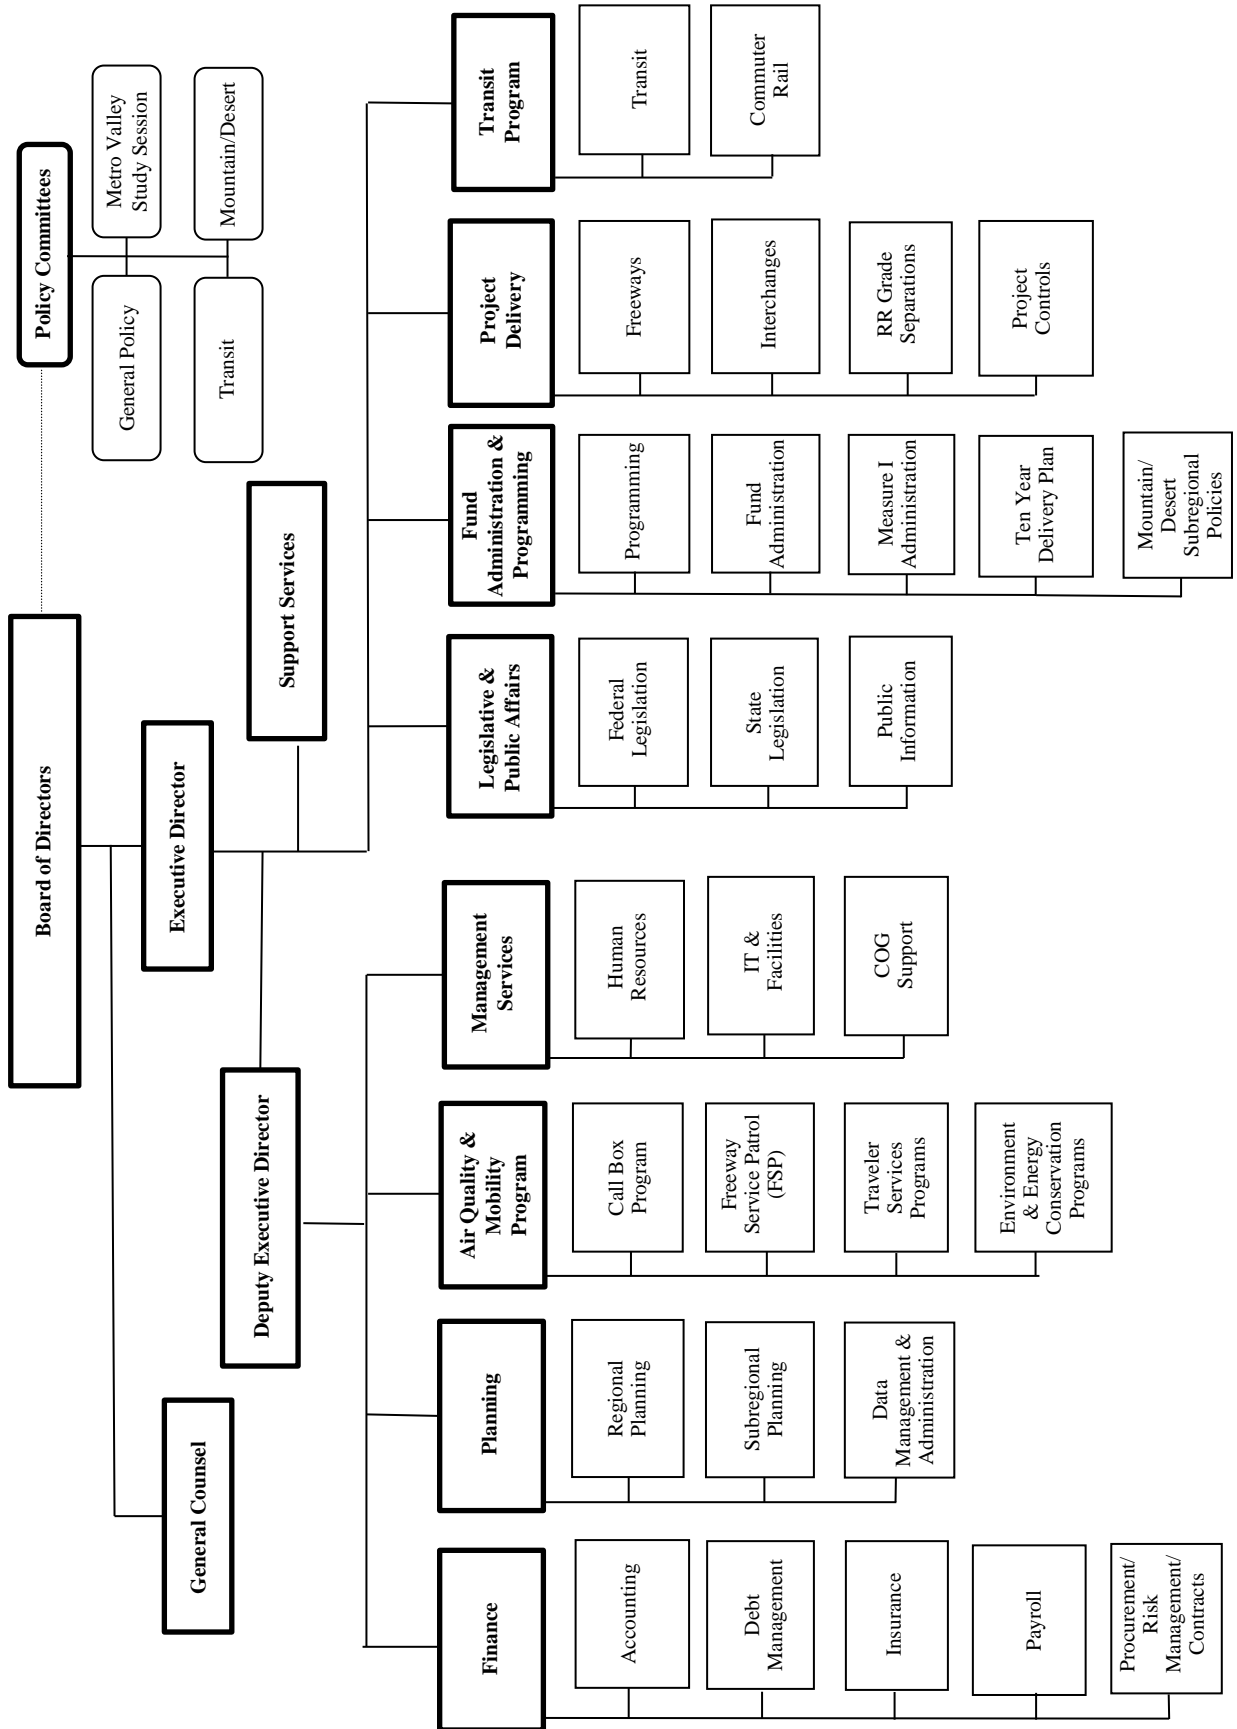 Board of Directors
Policy Committees
General Policy
Metro Valley
Study Session
Transit
Mountain/Desert
General Counsel
Executive Director
Deputy Executive Director
Support Services
Finance
Accounting
Debt
Management
Insurance
Payroll
Procurement/
Risk
Management/
Contracts
Planning
Regional
Planning
Subregional
Planning
Data
Management &
Administration
Air Quality &
Mobility
Program
Call Box
Program
Freeway
Service Patrol
(FSP)
Traveler
Services
Programs
Environment
& Energy
Conservation
Programs
Management
Services
Human
Resources
IT &
Facilities
COG
Support
Legislative &
Public Affairs
Federal
Legislation
State
Legislation
Public
Information
Fund
Administration &
Programming
Programming
Fund
Administration
Measure I
Administration
Ten Year
Delivery Plan
Mountain/
Desert
Subregional
Policies
Project
Delivery
Freeways
Interchanges
RR Grade
Separations
Project
Controls
Transit
Program
Transit
Commuter
Rail